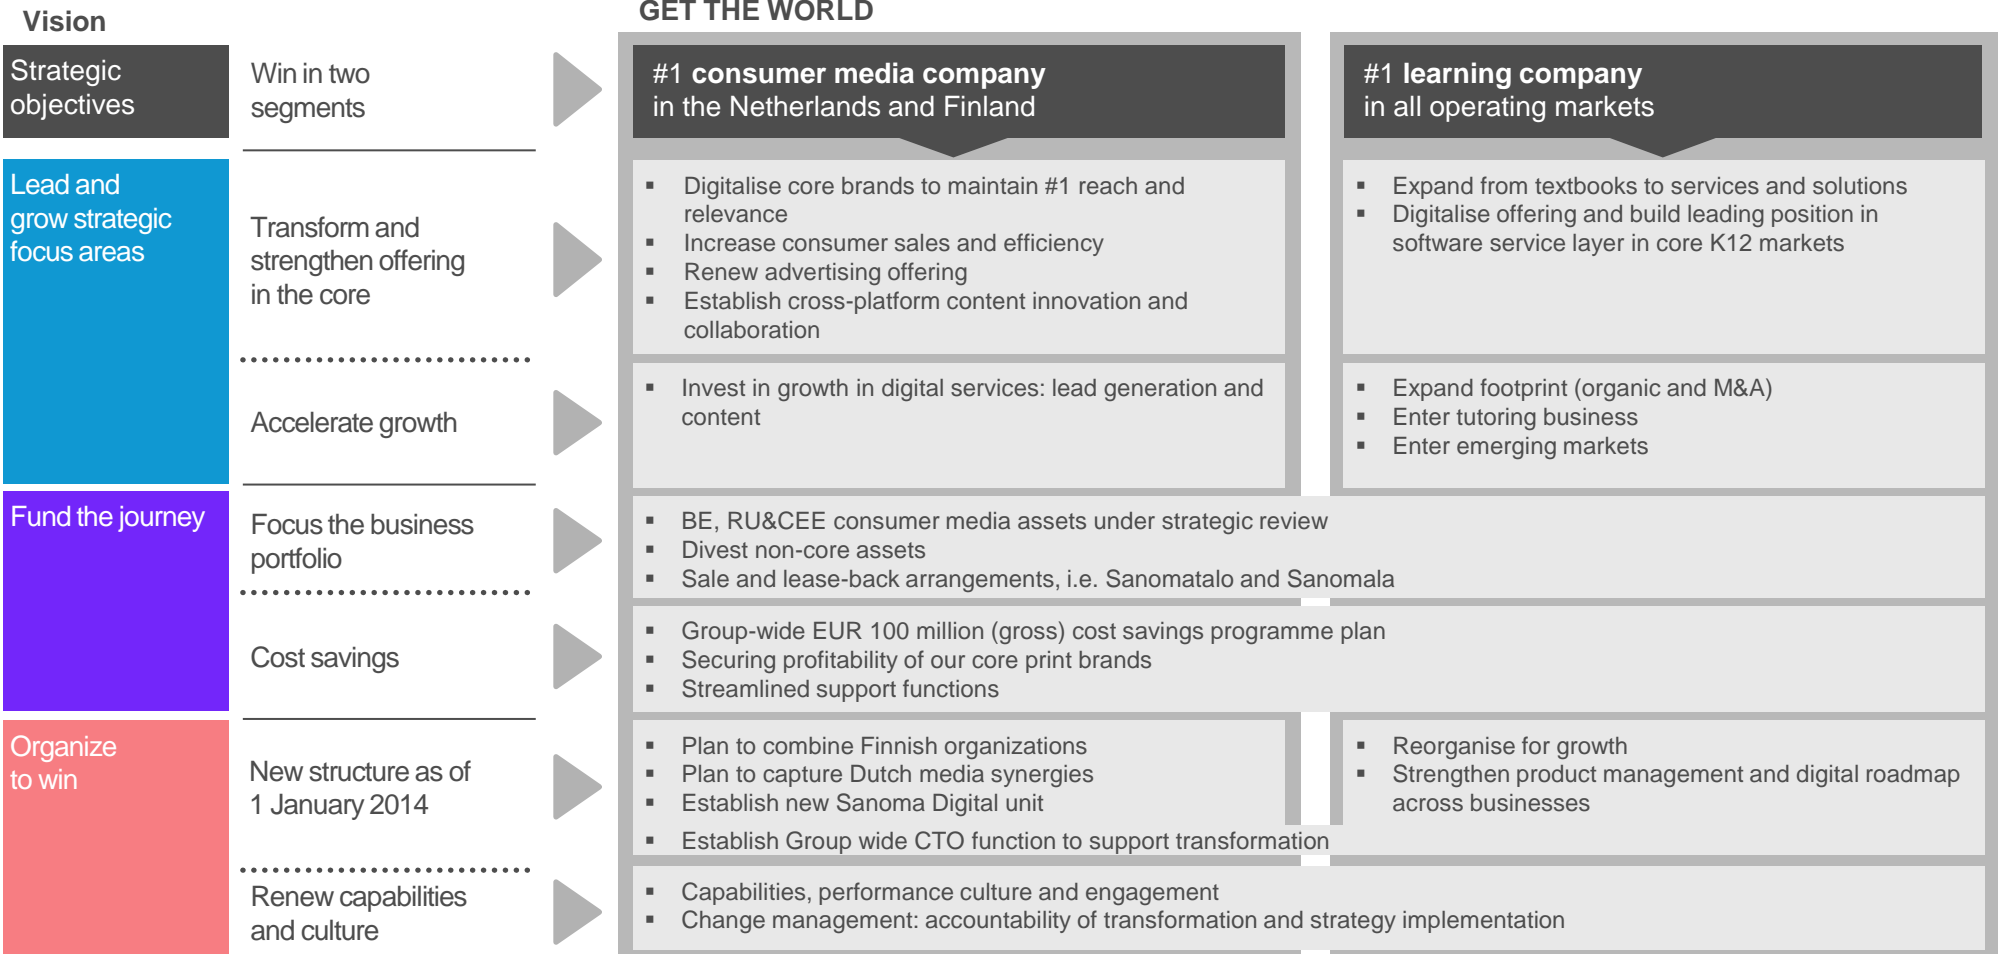 Vision
GET THE WORLD
Strategic
objectives
Win in two
segments
#1 consumer media company
in the Netherlands and Finland
#1 learning company
in all operating markets
Lead and
grow strategic
focus areas
Transform and
strengthen offering
in the core
▪ Digitalise core brands to maintain #1 reach and
relevance
▪ Increase consumer sales and efficiency
▪ Renew advertising offering
▪ Establish cross-platform content innovation and
collaboration
▪ Expand from textbooks to services and solutions
▪ Digitalise offering and build leading position in
software service layer in core K12 markets
Accelerate growth
▪ Invest in growth in digital services: lead generation and
content
▪ Expand footprint (organic and M&A)
▪ Enter tutoring business
▪ Enter emerging markets
Fund the journey
Focus the business
portfolio
▪ BE, RU&CEE consumer media assets under strategic review
▪ Divest non-core assets
▪ Sale and lease-back arrangements, i.e. Sanomatalo and Sanomala
Cost savings
▪ Group-wide EUR 100 million (gross) cost savings programme plan
▪ Securing profitability of our core print brands
▪ Streamlined support functions
Organize
to win
New structure as of
1 January 2014
▪ Plan to combine Finnish organizations
▪ Plan to capture Dutch media synergies
▪ Establish new Sanoma Digital unit
▪ Establish Group wide CTO function to support transformation
▪ Reorganise for growth
▪ Strengthen product management and digital roadmap
across businesses
Renew capabilities
and culture
▪ Capabilities, performance culture and engagement
▪ Change management: accountability of transformation and strategy implementation